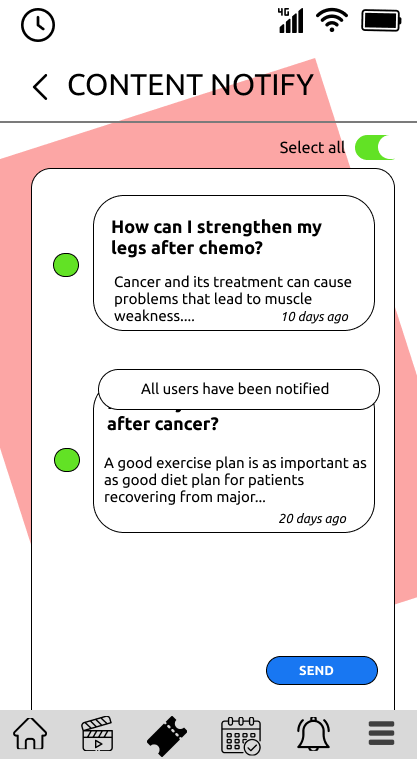 4G
CONTENT NOTIFY
Select all
How can I strengthen my
legs after chemo?
Cancer and its treatment can cause
problems that lead to muscle
weakness....
10 days ago
All users have been notified
after cancer?
A good exercise plan is as important as
as good diet plan for patients
recovering from major...
20 days ago
SEND